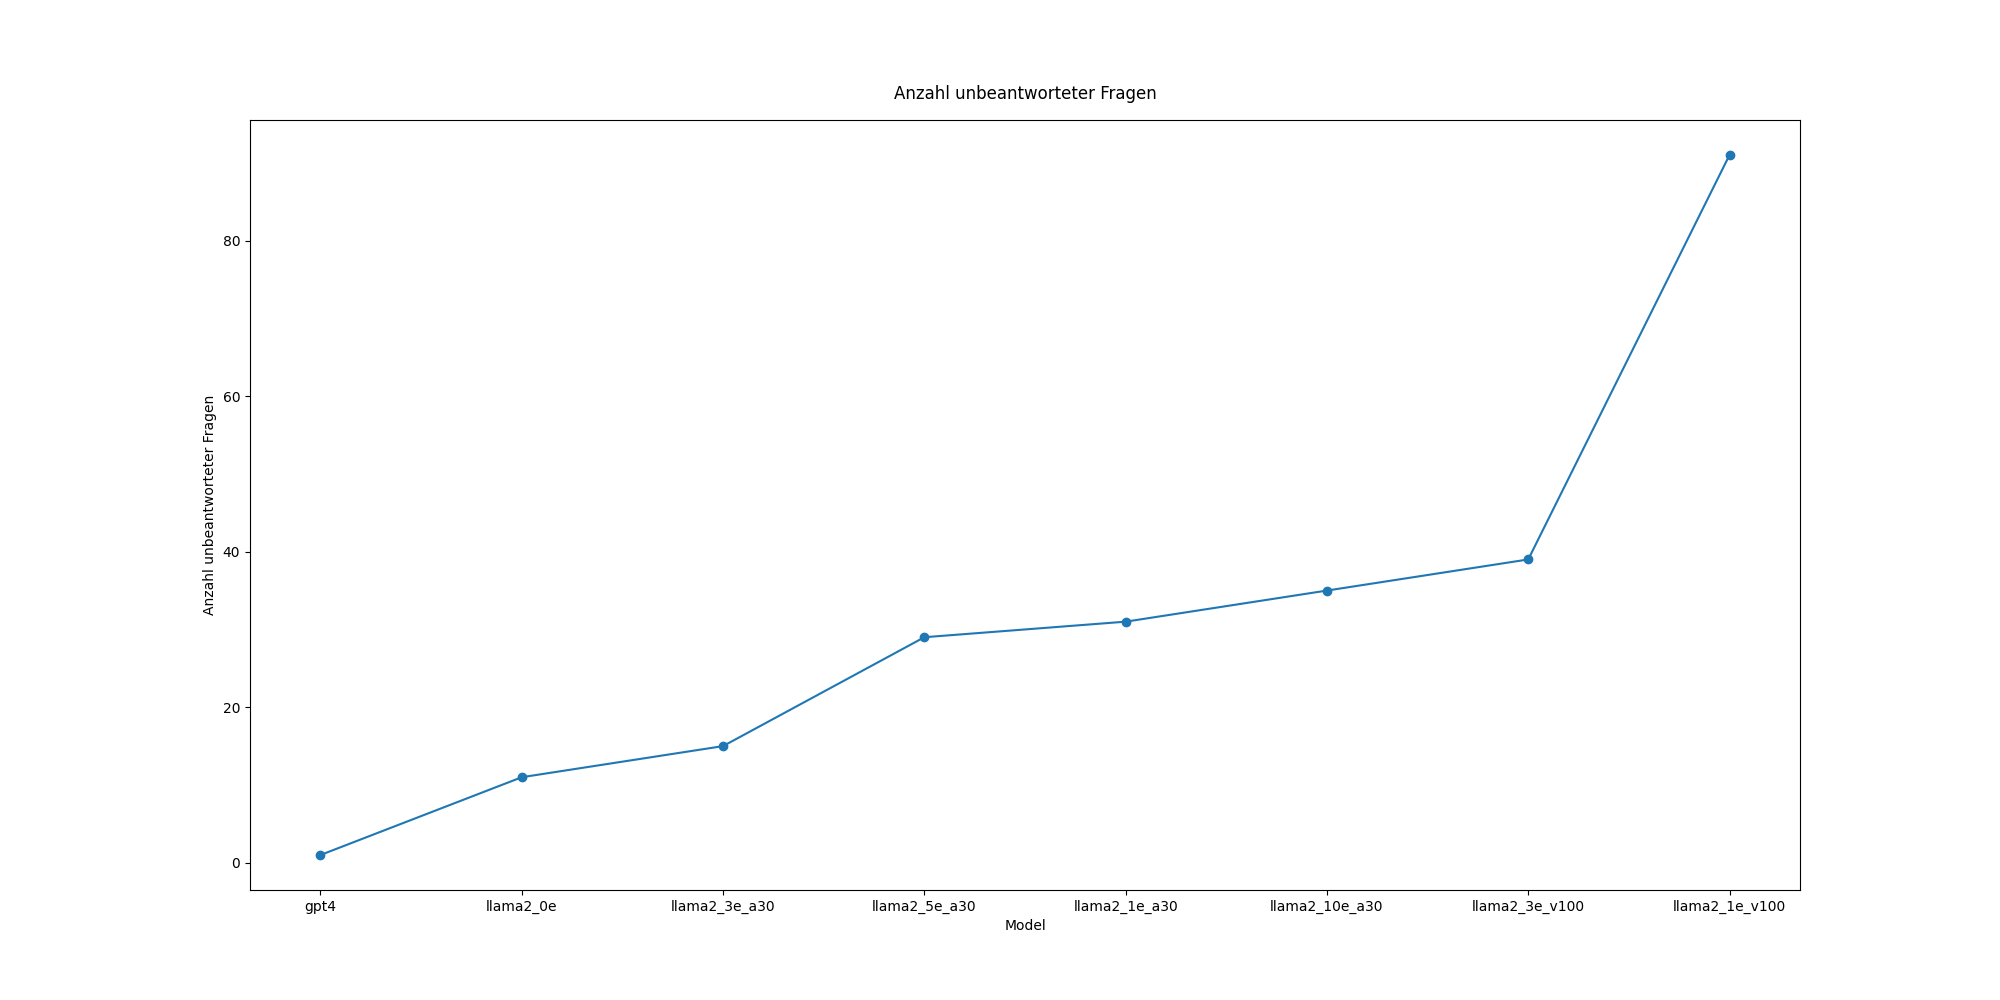 Anzahl unbeantworteter Fragen
Anzahl unbeantworteter Fragen
80
60
40
20
0
gpt4 llama2_0e llama2_3e_a30 llama2_5e_a30 llama2_1e_a30 llama2_10e_a30 llama2_3e_v100 llama2_1e_v100
Model